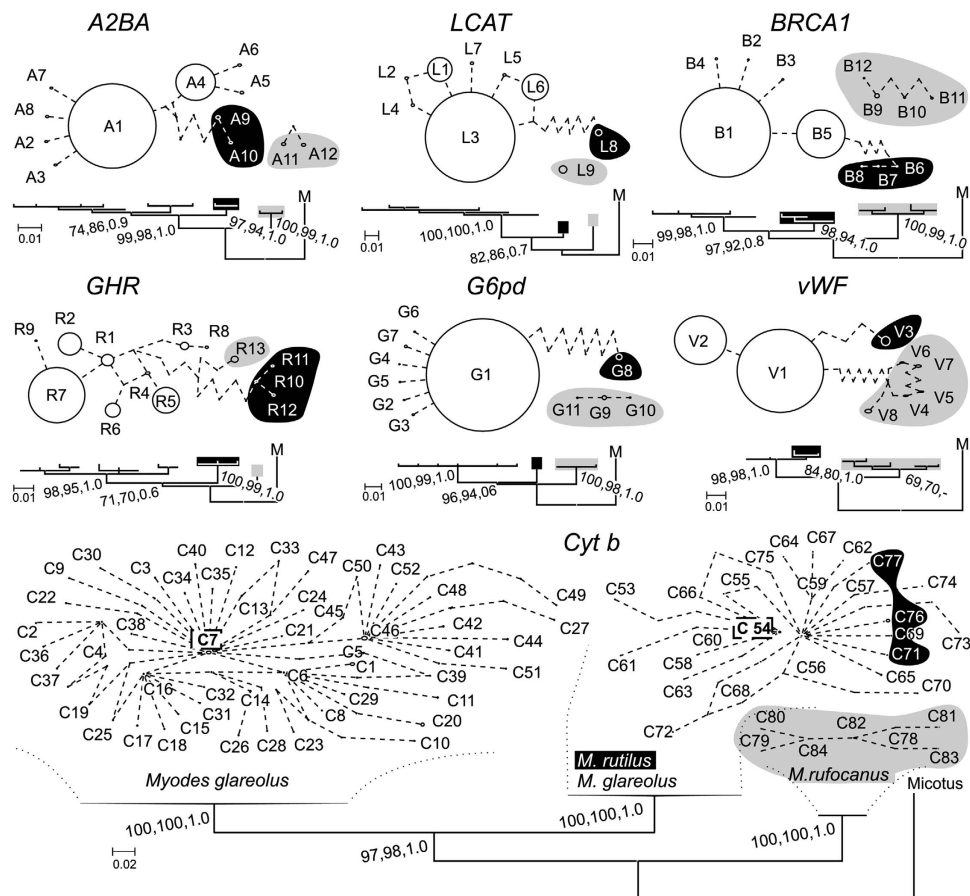 A2BA
LCAT
BRCA1
A7
A6
A4
A5
A8
A1
A2
A3
A9
A10
A11
A12
L7
L2
L1
L5
L6
L4
L3
L8
L9
B2
B4
B3
B12
B9
B10
B11
B1
B5
B6
B8
B7
M
0.01
74,86,0.9
99,98,1.0
97,94,1.0
100,99,1.0
M
0.01
100,100,1.0
82,86,0.7
M
0.01
99,98,1.0
97,92,0.8
98,94,1.0
100,99,1.0
GHR
G6pd
vWF
R9
R2
R1
R3
R8
R13
R11
R10
R12
R7
R4
R5
R6
G6
G7
G4
G5
G2
G3
G1
G8
G11
G9
G10
V2
V1
V3
V6
V7
V5
V4
V8
M
0.01
98,95,1.0
71,70,0.6
100,99,1.0
M
0.01
100,99,1.0
96,94,06
100,98,1.0
M
0.01
98,98,1.0
84,80,1.0
69,70,-
Cyt b
C30
C40
C12
C33
C47
C43
C50
C52
C9
C3
C34
C35
C48
C49
C22
C13
C24
C45
C42
C27
C2
C38
C7
C21
C46
C44
C36
C4
C5
C41
C51
C37
C16
C6
C1
C39
C19
C32
C14
C29
C11
C25
C31
C8
C20
C17
C15
C18
C26
C28
C23
C10
C64
C67
C75
C62
C77
C53
C55
C59
C57
C74
C66
C76
C54
C69
C73
C60
C71
C61
C58
C56
C65
C70
C63
C68
C72
C80
C82
C81
C79
C84
C78
C83
Myodes glareolus
M. rutilus
M. glareolus
M.rufocanus
Micotus
100,100,1.0
100,100,1.0
100,100,1.0
0.02
97,98,1.0